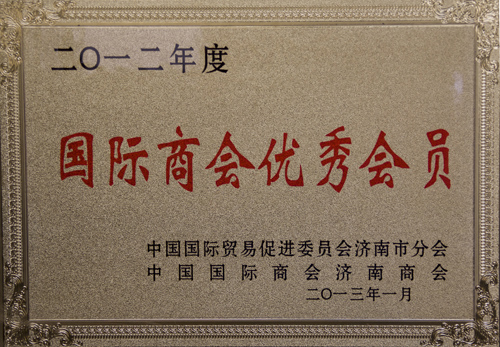 二〇一二年度
国际商会优秀会员
中国国际贸易促进委员会济南市分会
中国国际商会济南商会
二〇一三年一月